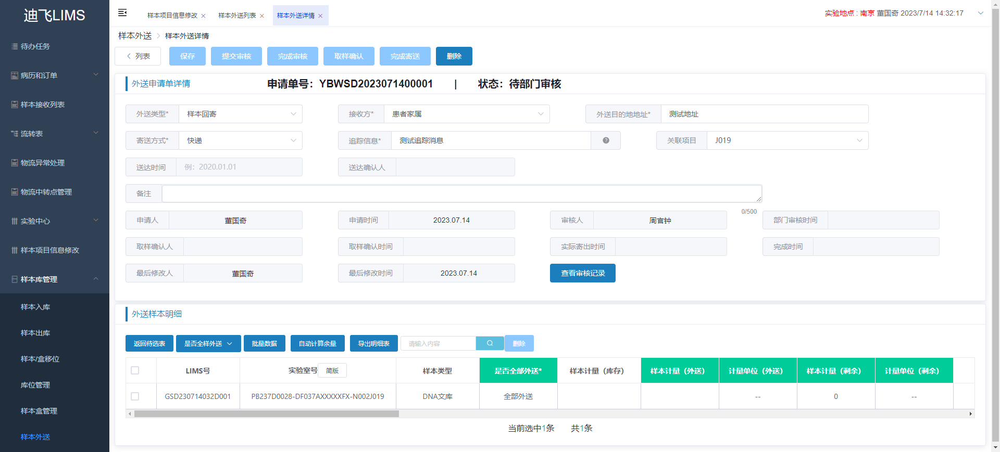 迪飞LIMS
待办任务
病历和订单
样本接收列表
流转表
物流异常处理
物流中转点管理
实验中心
样本项目信息修改
样本库管理
样本入库
样本出库
样本/盒移位
库位管理
样本盒管理
样本外送
样本项目信息修改 × 样本外送列表 × 样本外送详情 ×
实验地点 : 南京 董国奇 2023/7/14 14:32:17
样本外送 > 样本外送详情
< 列表 保存 提交审核 完成审核 取样确认 完成寄送 删除
外送申请单详情 申请单号：YBWSD2023071400001 | 状态：待部门审核
外送类型* 样本回寄 接收方* 患者家属 外送目的地地址* 测试地址
寄送方式* 快递 追踪信息* 测试追踪消息 ? 关联项目 J019
送达时间 例：2020.01.01 送达确认人
备注
0/500
申请人 董国奇 申请时间 2023.07.14 审核人 周官钟 部门审核时间
取样确认人 取样确认时间 实际寄出时间 完成时间
最后修改人 董国奇 最后修改时间 2023.07.14 查看审核记录
外送样本明细
返回待选表 是否全样外送 批量数据 自动计算余量 导出明细表 请输入内容 删除
LIMS号 实验室号 简版 样本类型 是否全部外送* 样本计量（库存） 样本计量（外送） 计量单位（外送） 样本计量（剩余） 计量单位（剩余）
GSD230714032D001 PB237D0028-DF037AXXXXXFX-N002J019 DNA文库 全部外送 -- 0 --
当前选中1条 共1条